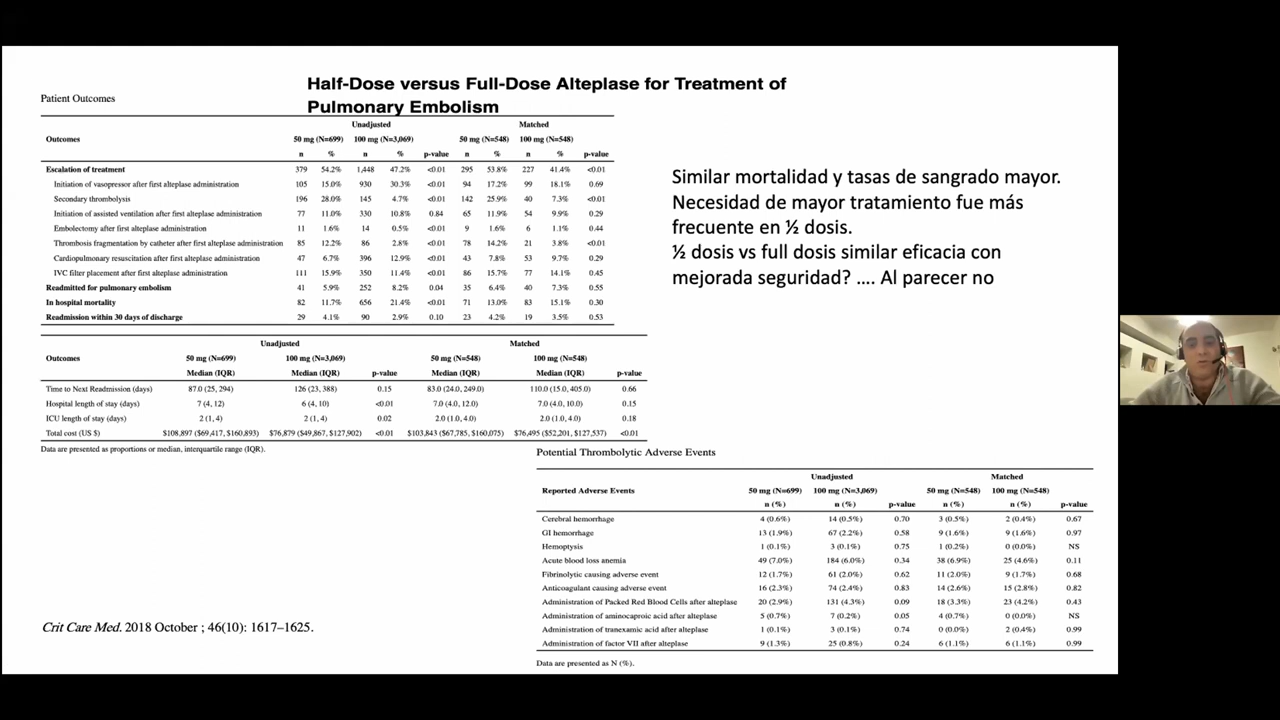 Half-Dose versus Full-Dose Alteplase for Treatment of
Pulmonary Embolism
Patient Outcomes
Unadjusted Matched
Outcomes 50 mg (N=699) 100 mg (N=3,069) 50 mg (N=548) 100 mg (N=548)
n % n % p-value n % n % p-value
Escalation of treatment 379 54.2% 1,448 47.2% <0.01 295 53.8% 227 41.4% <0.01
Initiation of vasopressor after first alteplase administration 105 15.0% 930 30.3% <0.01 94 17.2% 99 18.1% 0.69
Secondary thrombolysis 196 28.0% 145 4.7% <0.01 142 25.9% 40 7.3% <0.01
Initiation of assisted ventilation after first alteplase administration 77 11.0% 330 10.8% 0.84 65 11.9% 54 9.9% 0.29
Embolectomy after first alteplase administration 11 1.6% 14 0.5% <0.01 9 1.6% 6 1.1% 0.44
Thrombosis fragmentation by catheter after first alteplase administration 85 12.2% 86 2.8% <0.01 78 14.2% 21 3.8% <0.01
Cardiopulmonary resuscitation after first alteplase administration 47 6.7% 396 12.9% <0.01 43 7.8% 53 9.7% 0.29
IVC filter placement after first alteplase administration 111 15.9% 350 11.4% <0.01 86 15.7% 77 14.1% 0.45
Readmitted for pulmonary embolism 41 5.9% 252 8.2% 0.04 35 6.4% 40 7.3% 0.55
In hospital mortality 82 11.7% 656 21.4% <0.01 71 13.0% 83 15.1% 0.30
Readmission within 30 days of discharge 29 4.1% 90 2.9% 0.10 23 4.2% 19 3.5% 0.53
Unadjusted Matched
Outcomes 50 mg (N=699) 100 mg (N=3,069) 50 mg (N=548) 100 mg (N=548)
Median (IQR) Median (IQR) p-value Median (IQR) Median (IQR) p-value
Time to Next Readmission (days) 87.0 (25, 294) 126 (23, 388) 0.15 83.0 (24.0, 249.0) 110.0 (15.0, 405.0) 0.66
Hospital length of stay (days) 7 (4, 12) 6 (4, 10) <0.01 7.0 (4.0, 12.0) 7.0 (4.0, 10.0) 0.15
ICU length of stay (days) 2 (1, 4) 2 (1, 4) 0.02 2.0 (1.0, 4.0) 2.0 (1.0, 4.0) 0.18
Total cost (US $) $108,897 ($69,417, $160,893) $76,879 ($49,867, $127,902) <0.01 $103,843 ($67,785, $160,075) $76,495 ($52,201, $127,537) <0.01
Data are presented as proportions or median, interquartile range (IQR).
Similar mortalidad y tasas de sangrado mayor.
Necesidad de mayor tratamiento fue más
frecuente en ½ dosis.
½ dosis vs full dosis similar eficacia con
mejorada seguridad? .... Al parecer no
Potential Thrombolytic Adverse Events
Unadjusted Matched
Reported Adverse Events 50 mg (N=699) 100 mg (N=3,069) 50 mg (N=548) 100 mg (N=548)
n (%) n (%) p-value n (%) n (%) p-value
Cerebral hemorrhage 4 (0.6%) 14 (0.5%) 0.70 3 (0.5%) 2 (0.4%) 0.67
GI hemorrhage 13 (1.9%) 67 (2.2%) 0.58 9 (1.6%) 9 (1.6%) 0.97
Hemoptysis 1 (0.1%) 3 (0.1%) 0.75 1 (0.2%) 0 (0.0%) NS
Acute blood loss anemia 49 (7.0%) 184 (6.0%) 0.34 38 (6.9%) 25 (4.6%) 0.11
Fibrinolytic causing adverse event 12 (1.7%) 61 (2.0%) 0.62 11 (2.0%) 9 (1.7%) 0.68
Anticoagulant causing adverse event 16 (2.3%) 74 (2.4%) 0.83 14 (2.6%) 15 (2.8%) 0.82
Administration of Packed Red Blood Cells after alteplase 20 (2.9%) 131 (4.3%) 0.09 18 (3.3%) 23 (4.2%) 0.43
Administration of aminocaproic acid after alteplase 5 (0.7%) 7 (0.2%) 0.05 4 (0.7%) 0 (0.0%) NS
Administration of tranexamic acid after alteplase 1 (0.1%) 3 (0.1%) 0.74 0 (0.0%) 2 (0.4%) 0.99
Administration of factor VII after alteplase 9 (1.3%) 25 (0.8%) 0.24 6 (1.1%) 6 (1.1%) 0.99
Data are presented as N (%).
Crit Care Med. 2018 October ; 46(10): 1617–1625.